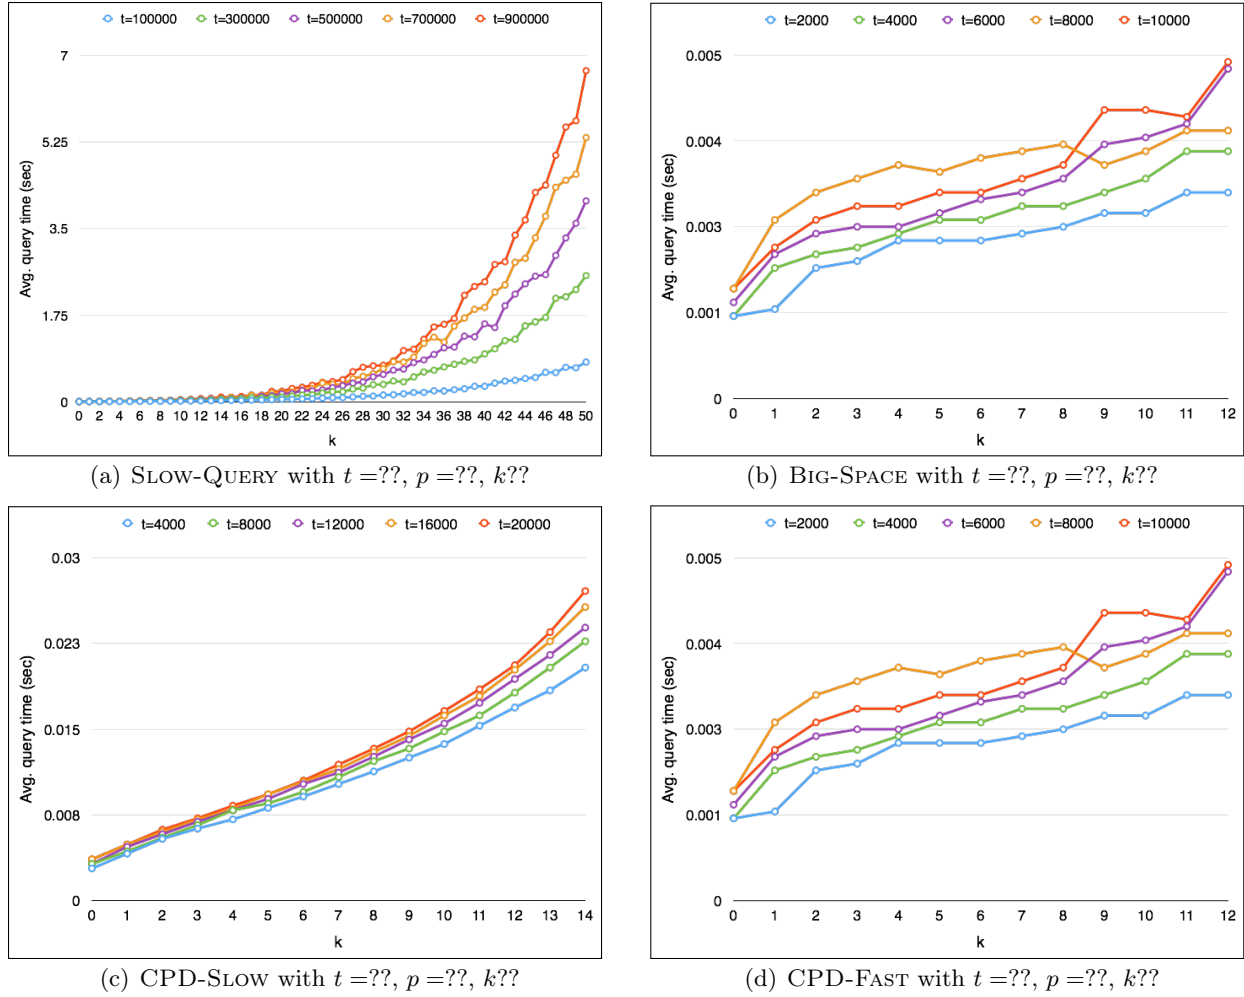 t=100000 t=300000 t=500000 t=700000 t=900000
7
5.25
3.5
1.75
0
Avg. query time (sec)
0 2 4 6 8 10 12 14 16 18 20 22 24 26 28 30 32 34 36 38 40 42 44 46 48 50
k
(a) SLOW-QUERY with t =??, p =??, k??
t=2000 t=4000 t=6000 t=8000 t=10000
0.005
0.004
0.003
0.001
0
Avg. query time (sec)
0 1 2 3 4 5 6 7 8 9 10 11 12
k
(b) BIG-SPACE with t =??, p =??, k??
t=4000 t=8000 t=12000 t=16000 t=20000
0.03
0.023
0.015
0.008
0
Avg. query time (sec)
0 1 2 3 4 5 6 7 8 9 10 11 12 13 14
k
(c) CPD-SLOW with t =??, p =??, k??
t=2000 t=4000 t=6000 t=8000 t=10000
0.005
0.004
0.003
0.001
0
Avg. query time (sec)
0 1 2 3 4 5 6 7 8 9 10 11 12
k
(d) CPD-FAST with t =??, p =??, k??